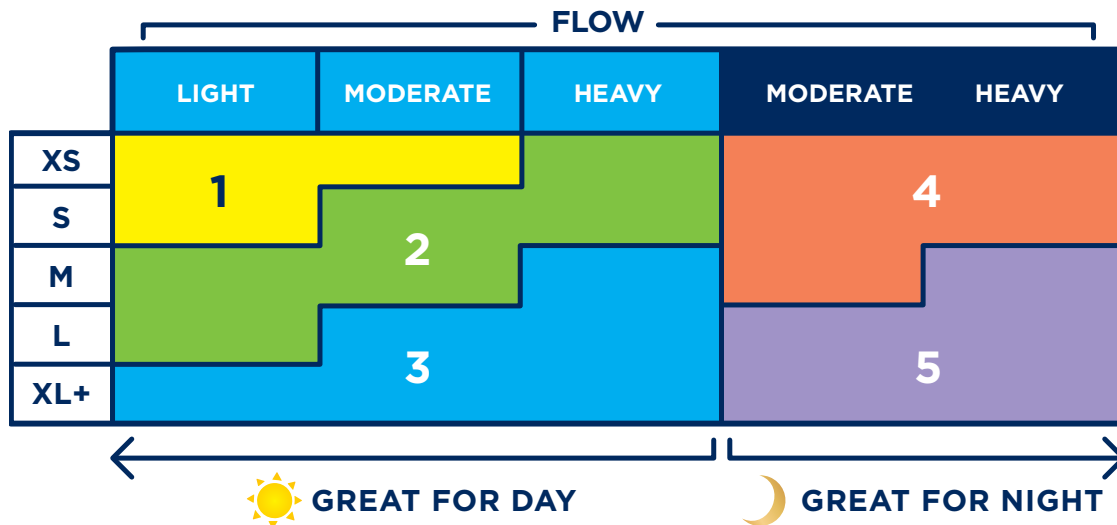 FLOW
LIGHT MODERATE HEAVY MODERATE HEAVY
XS
1
4
S
2
M
L
3
5
XL+
GREAT FOR DAY GREAT FOR NIGHT